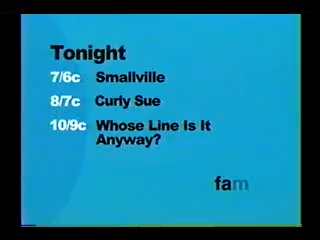 Tonight
7/6c Smallville
8/7c Curly Sue
10/9c Whose Line Is It
Anyway?
fam